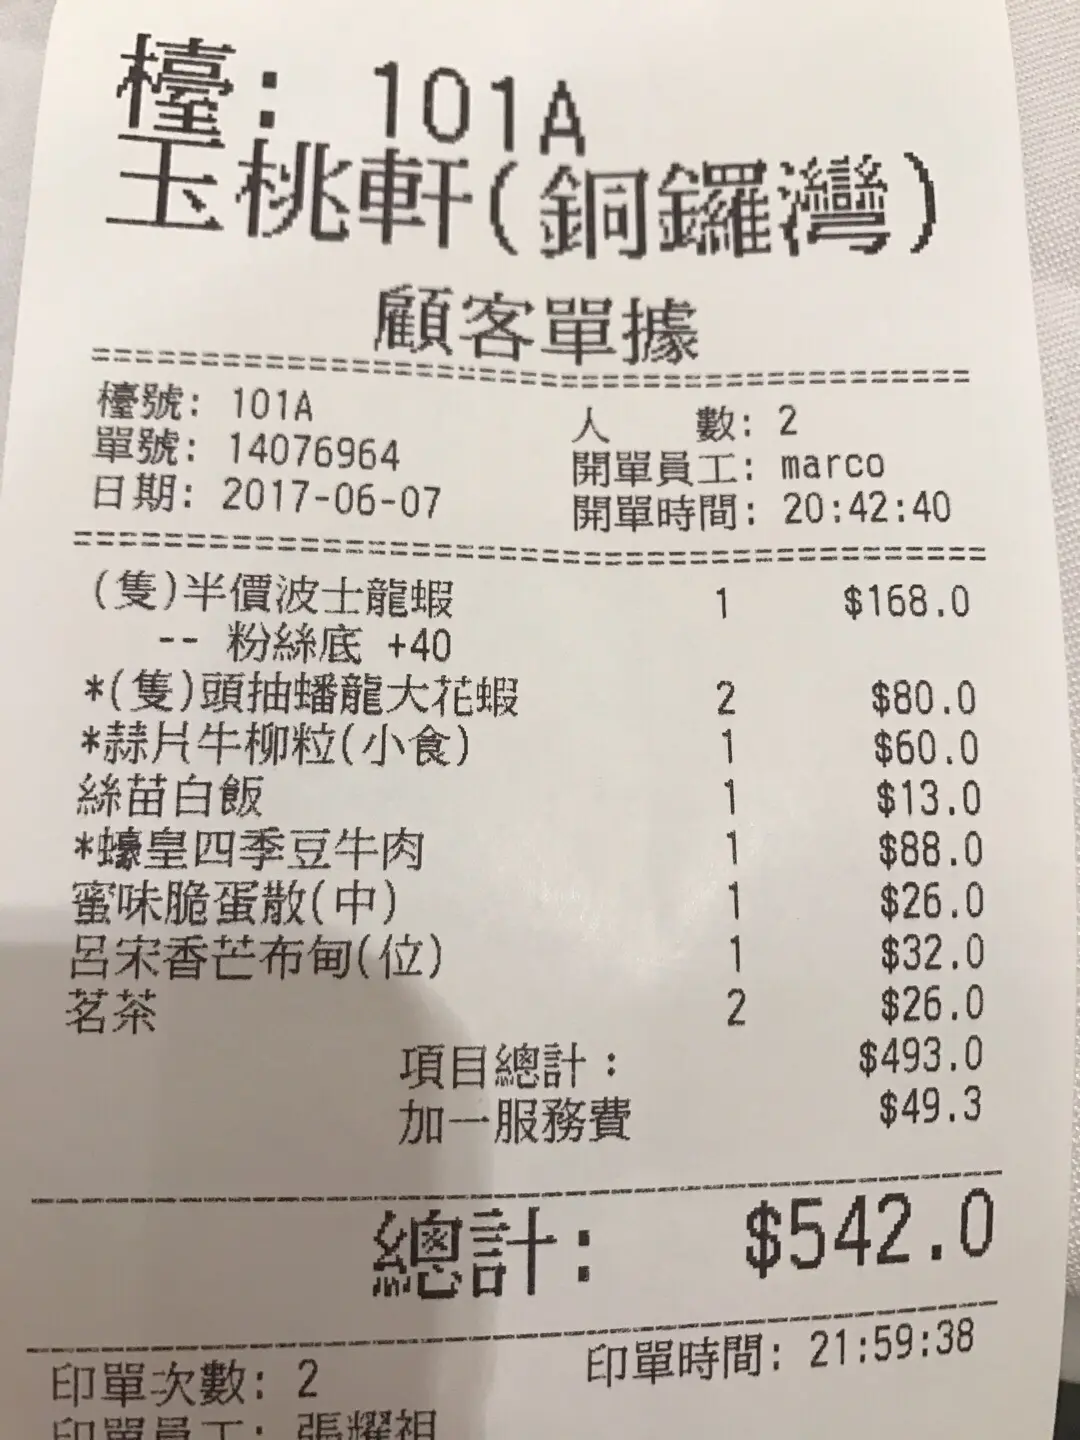 檯: 101A
玉桃軒(銅鑼灣)
顧客單據
檯號: 101A 人 數: 2
單號: 14076964 開單員工: marco
日期: 2017-06-07 開單時間: 20:42:40
(隻)半價波士龍蝦 1 $168.0
-- 粉絲底 +40
*(隻)頭抽蟠龍大花蝦 2 $80.0
*蒜片牛柳粒(小食) 1 $60.0
絲苗白飯 1 $13.0
*蠔皇四季豆牛肉 1 $88.0
蜜味脆蛋散(中) 1 $26.0
呂宋香芒布甸(位) 1 $32.0
茗茶 2 $26.0
項目總計: $493.0
加一服務費 $49.3
總計: $542.0
印單次數: 2 印單時間: 21:59:38
印單員工: 張耀祖